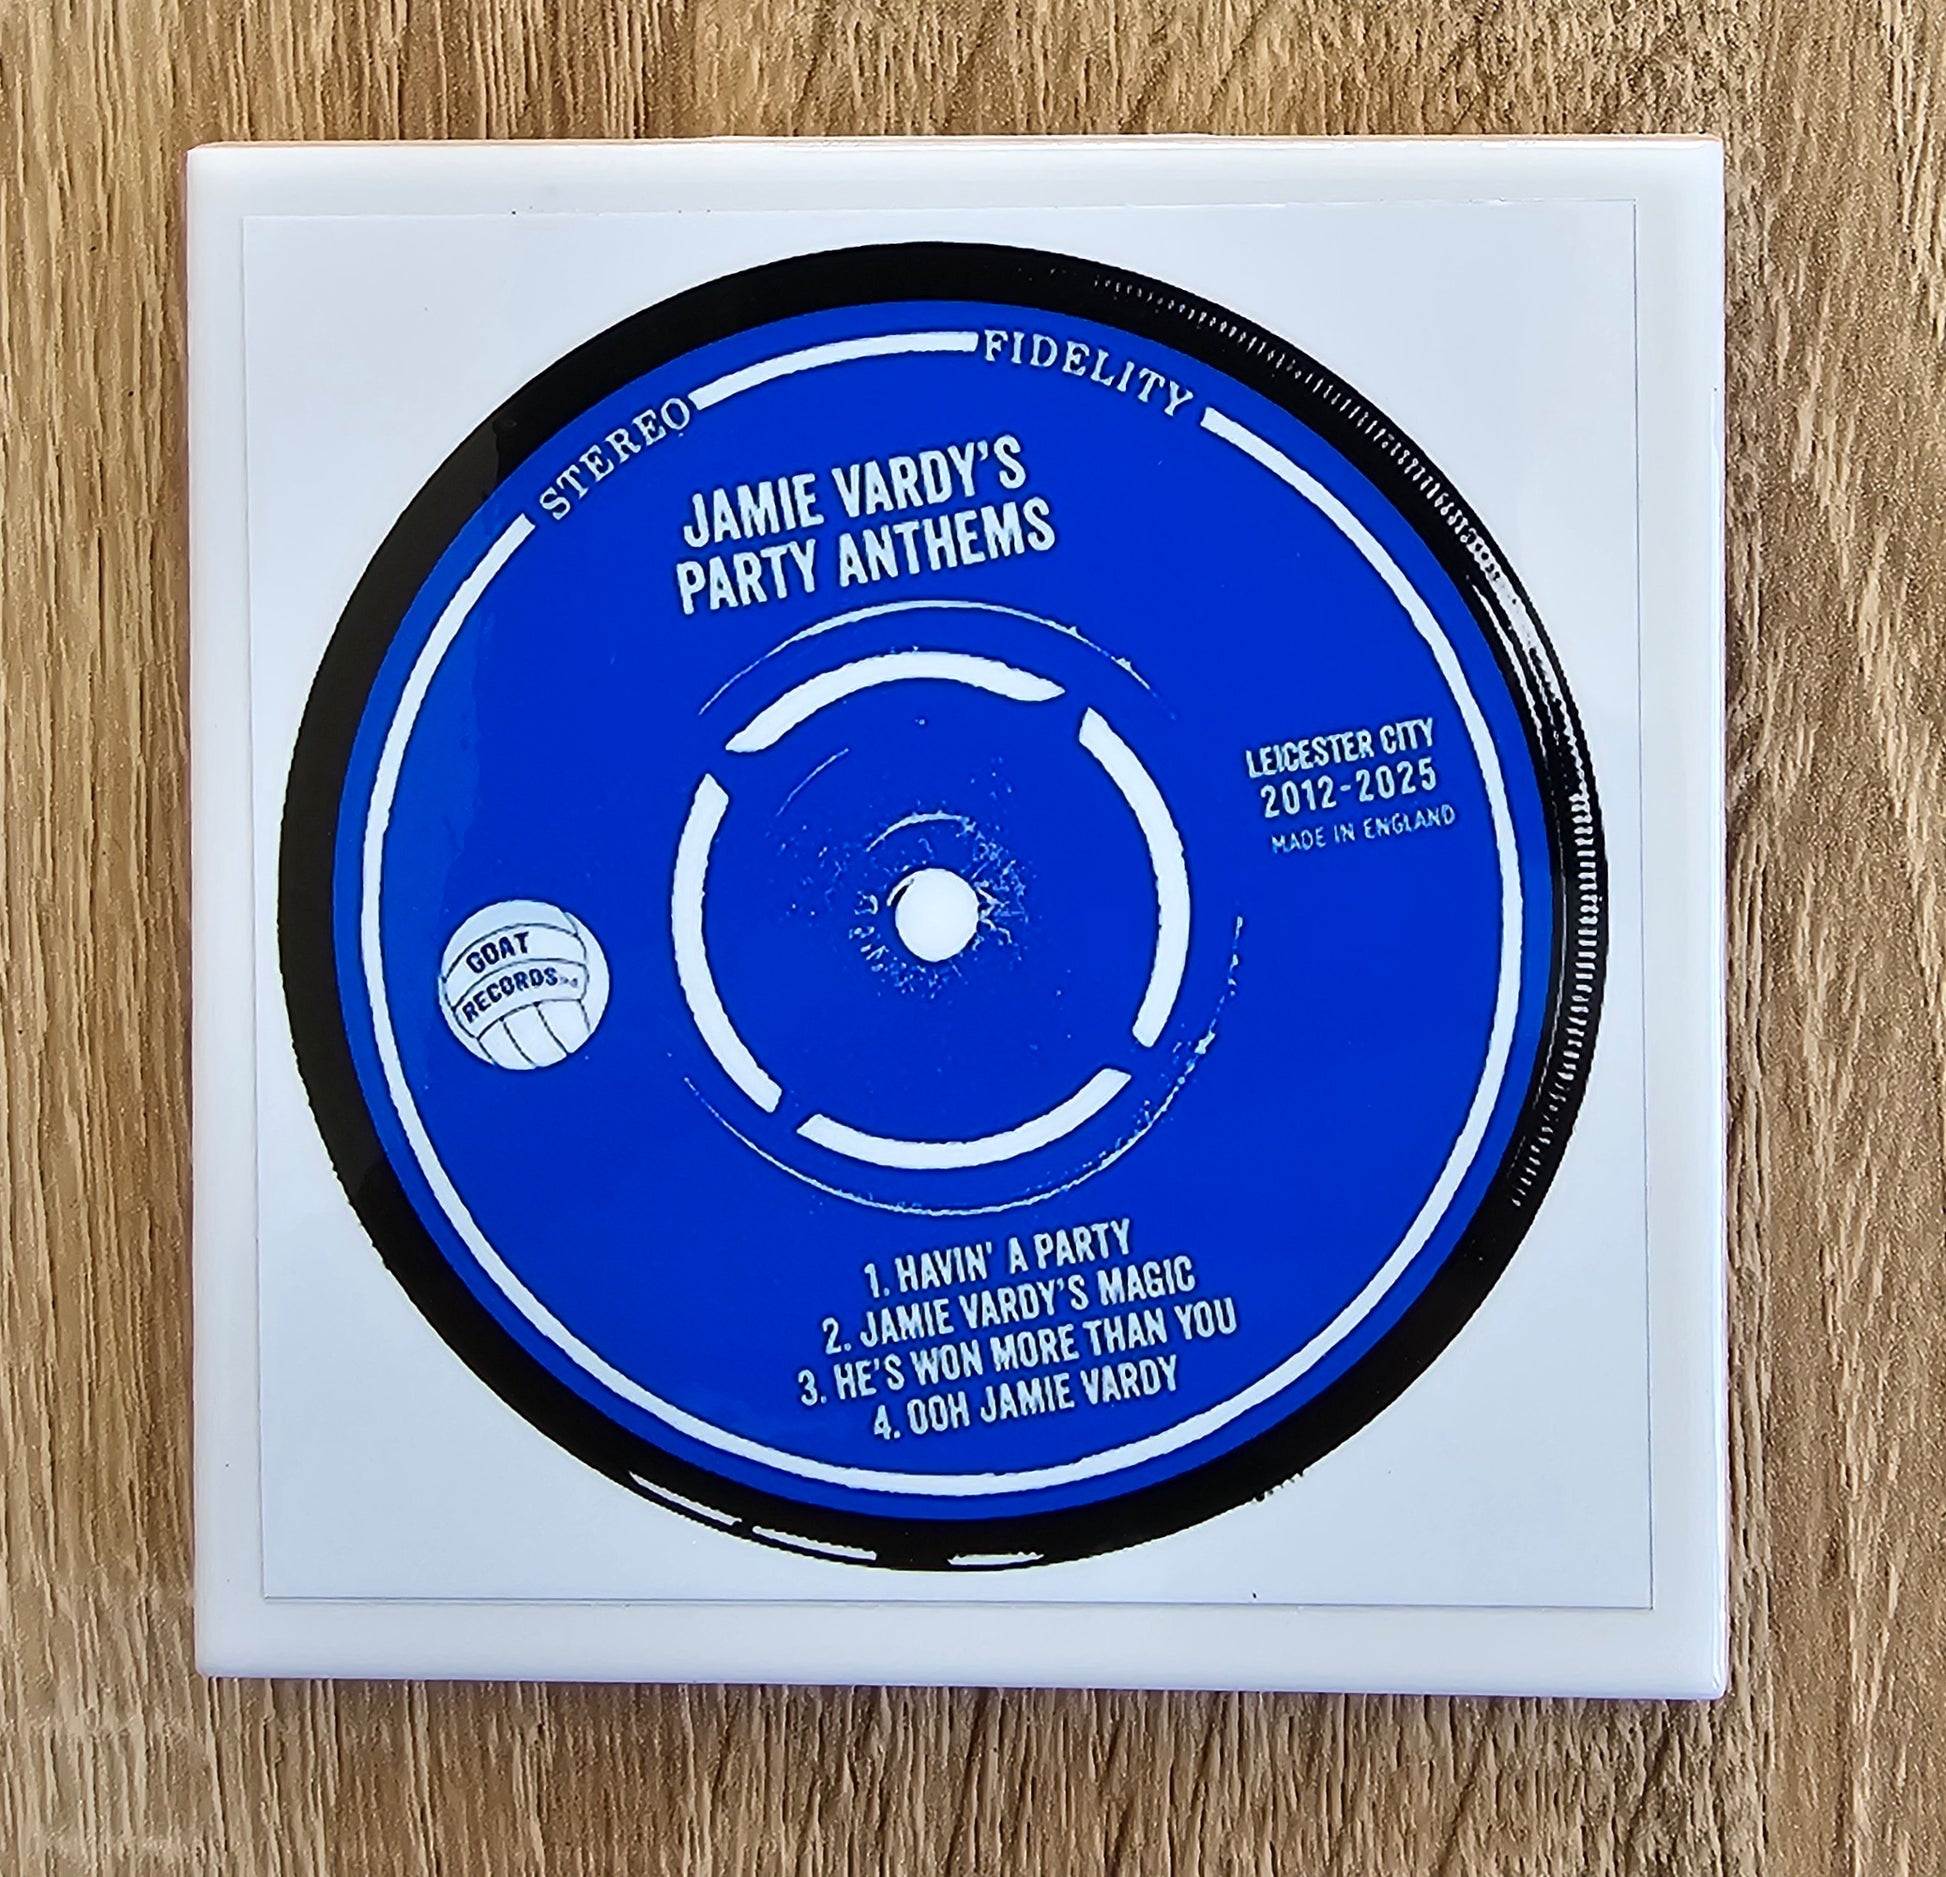 STEREO FIDELITY
JAMIE VARDY'S
PARTY ANTHEMS
LEICESTER CITY
2012-2025
MADE IN ENGLAND
GOAT
RECORDS
1. HAVIN' A PARTY
2. JAMIE VARDY'S MAGIC
3. HE'S WON MORE THAN YOU
4. OOH JAMIE VARDY